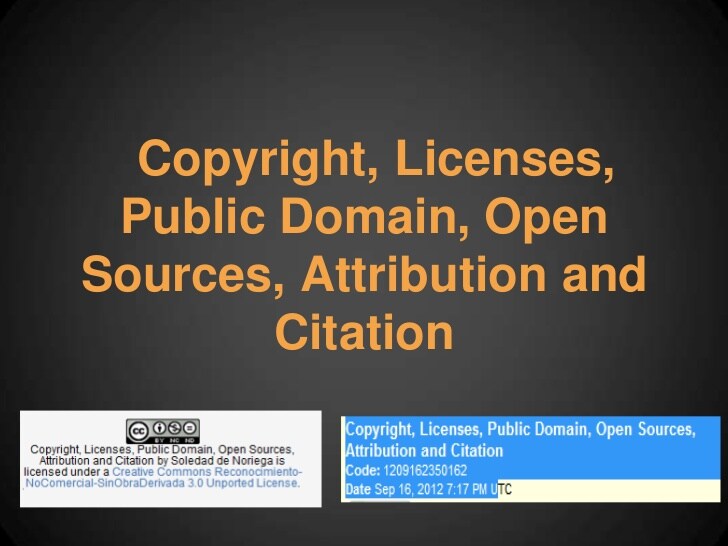 Copyright, Licenses,
Public Domain, Open
Sources, Attribution and
Citation
cc
BY NC ND
Copyright, Licenses, Public Domain, Open Sources,
Attribution and Citation by Soledad de Noriega is
licensed under a Creative Commons Reconocimiento-
NoComercial-SinObraDerivada 3.0 Unported License.
Copyright, Licenses, Public Domain, Open Sources,
Attribution and Citation
Code: 1209162350162
Date Sep 16, 2012 7:17 PM UTC